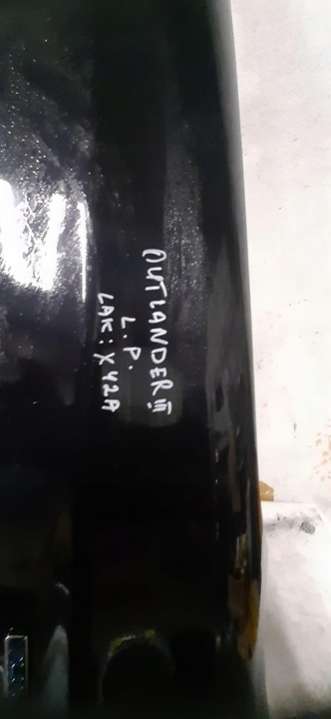 OUTLANDER III
L.P.
LAK: X42A